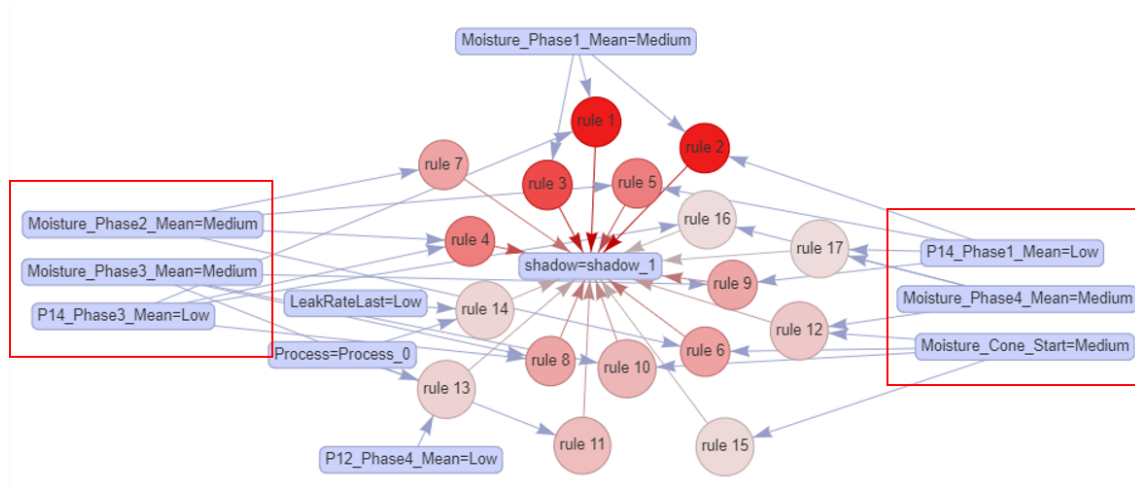 Moisture_Phase1_Mean=Medium
rule 1
rule 2
rule 7
rule 3
rule 5
rule 16
Moisture_Phase2_Mean=Medium
rule 4
rule 17
P14_Phase1_Mean=Low
shadow=shadow_1
Moisture_Phase3_Mean=Medium
rule 9
LeakRateLast=Low
Moisture_Phase4_Mean=Medium
rule 14
P14_Phase3_Mean=Low
rule 12
Moisture_Cone_Start=Medium
Process=Process_0
rule 8
rule 10
rule 6
rule 13
rule 11
rule 15
P12_Phase4_Mean=Low